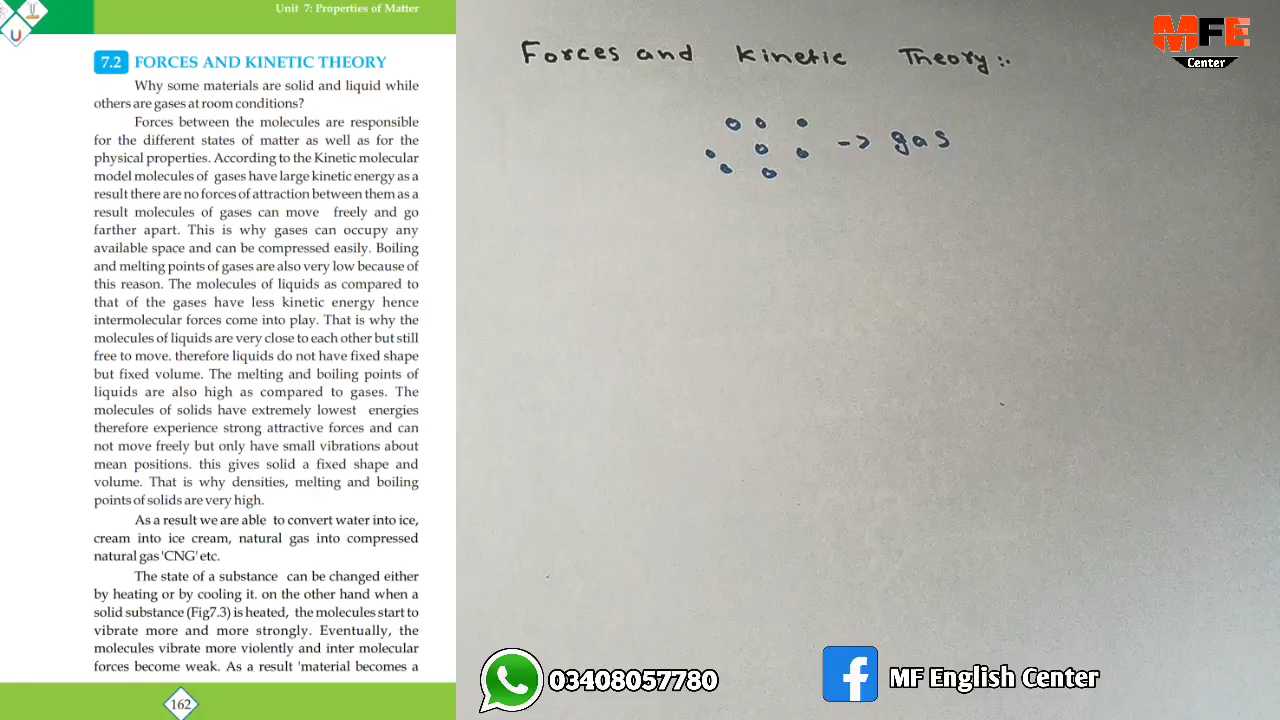 Unit 7: Properties of Matter
7.2 FORCES AND KINETIC THEORY
Why some materials are solid and liquid while
others are gases at room conditions?
Forces between the molecules are responsible
for the different states of matter as well as for the
physical properties. According to the Kinetic molecular
model molecules of gases have large kinetic energy as a
result there are no forces of attraction between them as a
result molecules of gases can move freely and go
farther apart. This is why gases can occupy any
available space and can be compressed easily. Boiling
and melting points of gases are also very low because of
this reason. The molecules of liquids as compared to
that of the gases have less kinetic energy hence
intermolecular forces come into play. That is why the
molecules of liquids are very close to each other but still
free to move. therefore liquids do not have fixed shape
but fixed volume. The melting and boiling points of
liquids are also high as compared to gases. The
molecules of solids have extremely lowest energies
therefore experience strong attractive forces and can
not move freely but only have small vibrations about
mean positions. this gives solid a fixed shape and
volume. That is why densities, melting and boiling
points of solids are very high.
As a result we are able to convert water into ice,
cream into ice cream, natural gas into compressed
natural gas 'CNG' etc.
The state of a substance can be changed either
by heating or by cooling it. on the other hand when a
solid substance (Fig7.3) is heated, the molecules start to
vibrate more and more strongly. Eventually, the
molecules vibrate more violently and inter molecular
forces become weak. As a result 'material becomes a
162
Forces and Kinetic Theory:-
-> gas
MFE
Center
03408057780
MF English Center